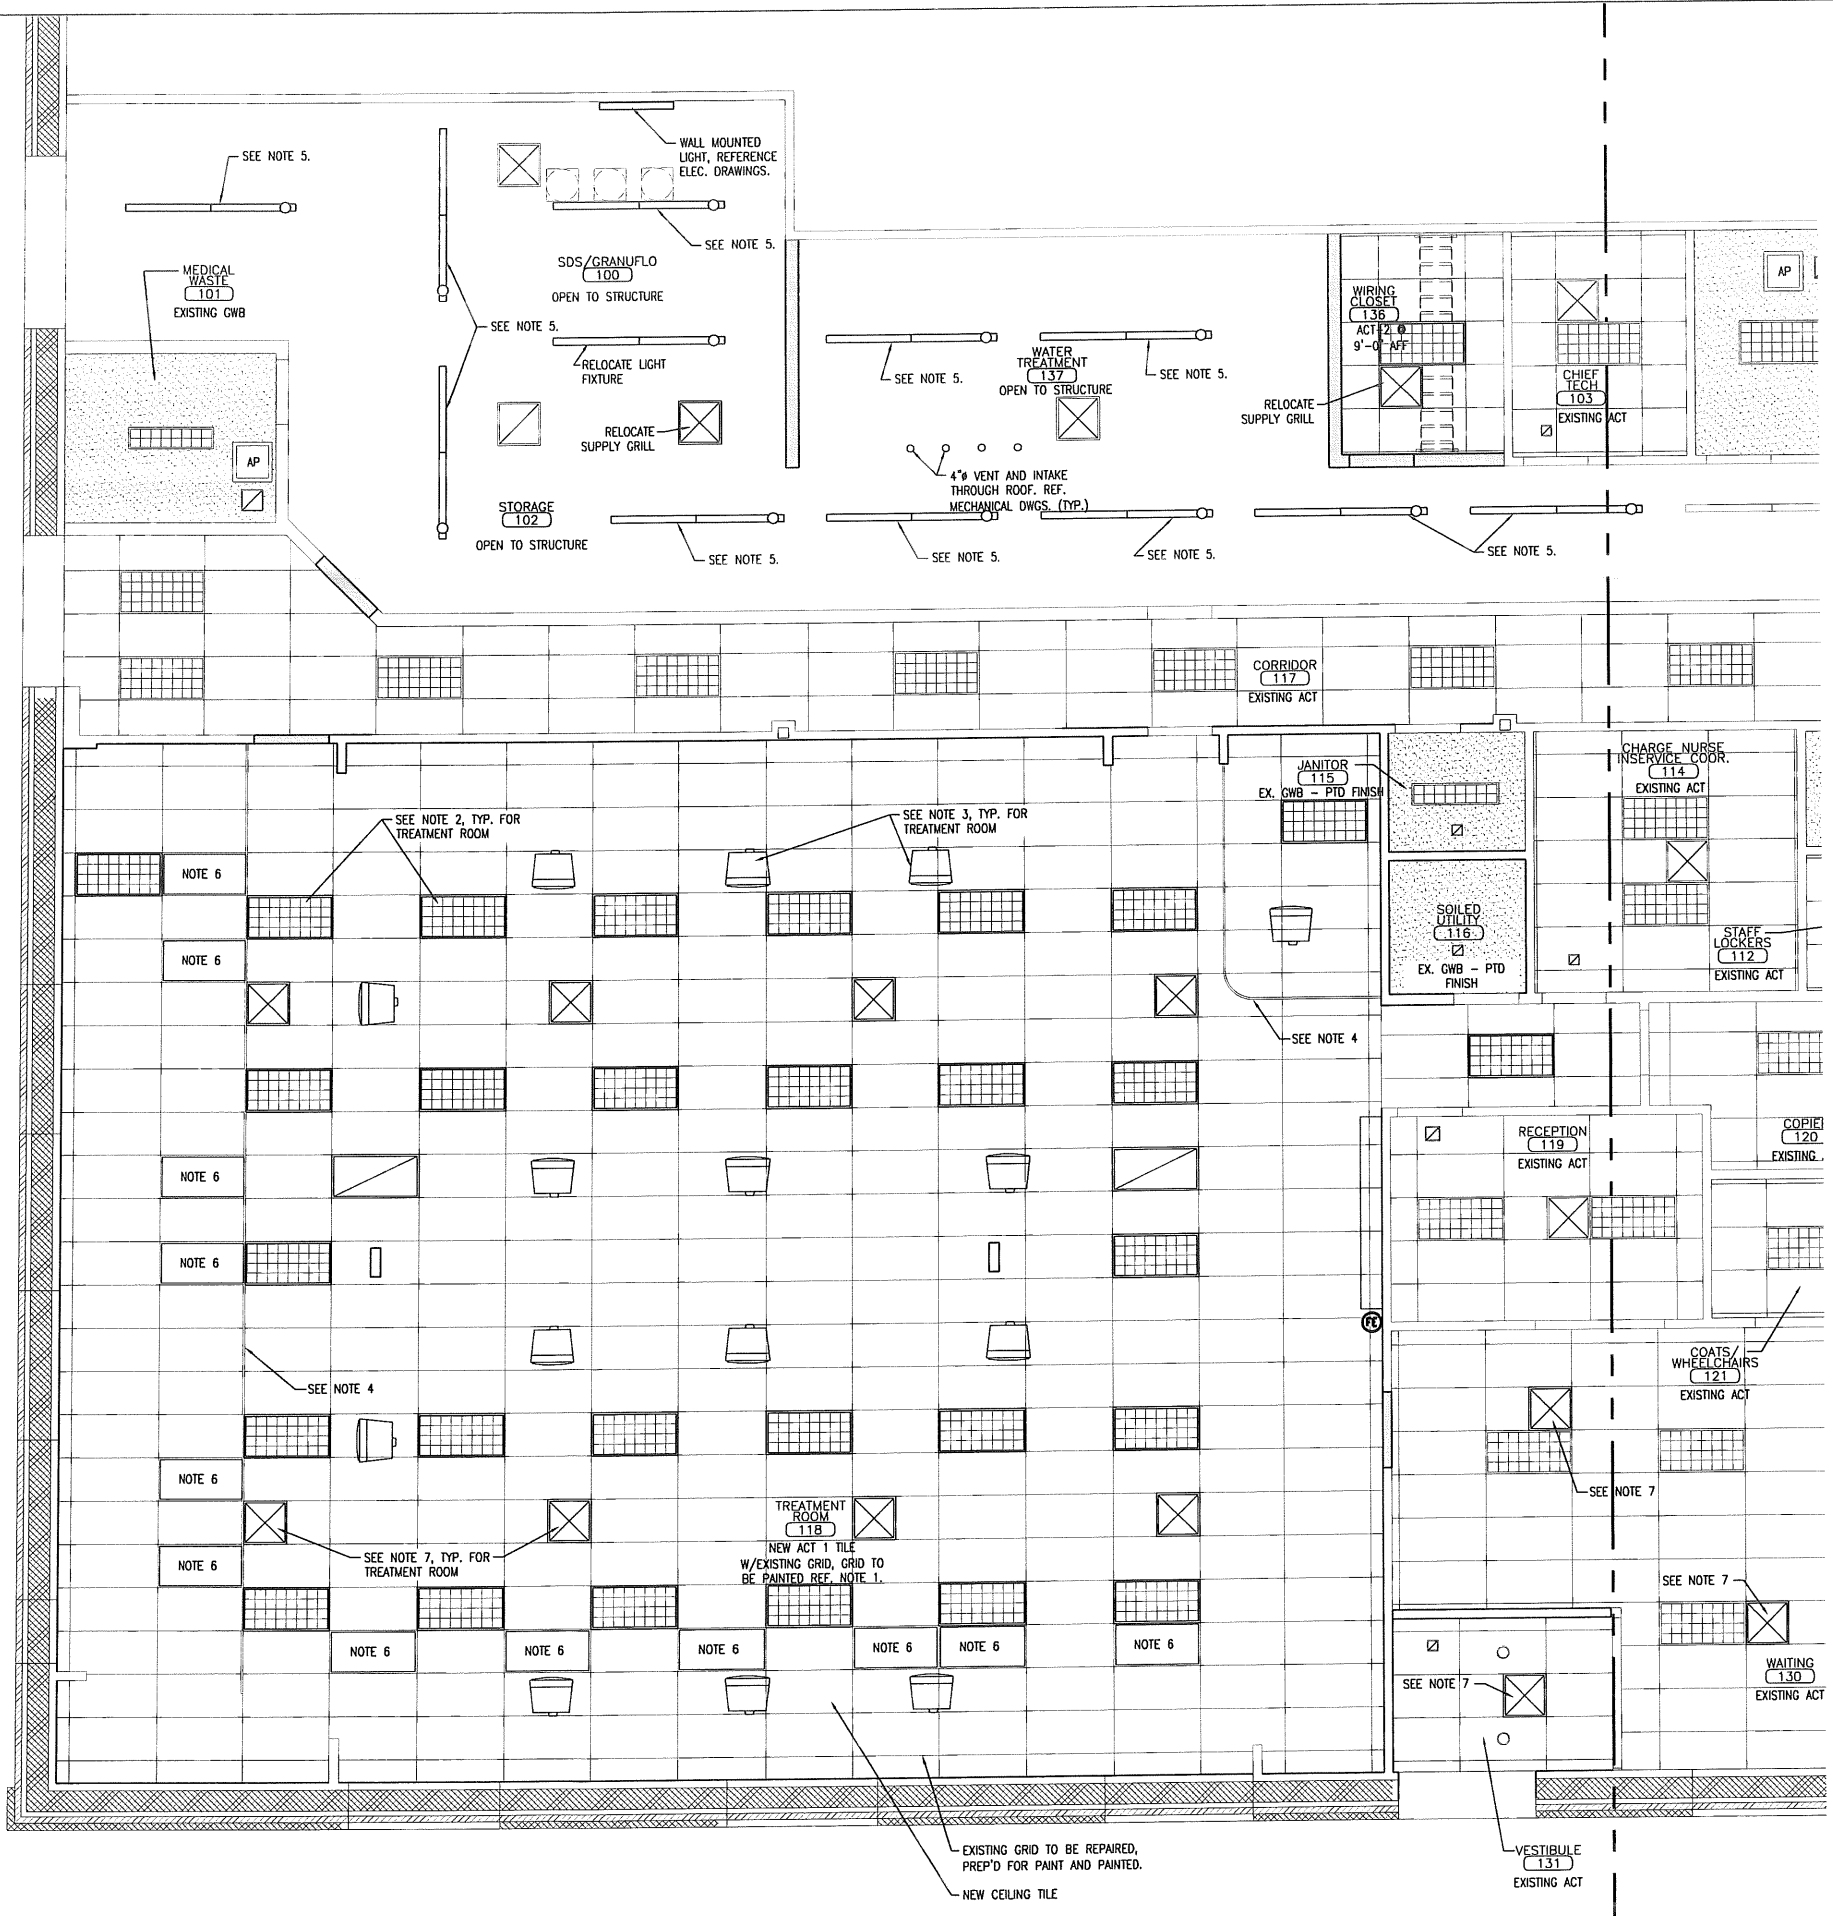 WALL MOUNTED
LIGHT, REFERENCE
ELEC. DRAWINGS.
SEE NOTE 5.
SEE NOTE 5.
SDS/GRANUFLO
100
OPEN TO STRUCTURE
MEDICAL
WASTE
101
EXISTING GWB
SEE NOTE 5.
RELOCATE LIGHT
FIXTURE
AP
RELOCATE
SUPPLY GRILL
STORAGE
102
OPEN TO STRUCTURE
SEE NOTE 5.
WATER
TREATMENT
137
OPEN TO STRUCTURE
SEE NOTE 5.
SEE NOTE 5.
4"ø VENT AND INTAKE
THROUGH ROOF. REF.
MECHANICAL DWGS. (TYP.)
SEE NOTE 5.
SEE NOTE 5.
SEE NOTE 5.
WIRING
CLOSET
136
ACT-2 @
9'-0" AFF
RELOCATE
SUPPLY GRILL
CHIEF
TECH
103
EXISTING ACT
AP
CORRIDOR
117
EXISTING ACT
JANITOR
115
EX. GWB - PTD FINISH
CHARGE NURSE
INSERVICE COOR.
114
EXISTING ACT
SEE NOTE 2, TYP. FOR
TREATMENT ROOM
SEE NOTE 3, TYP. FOR
TREATMENT ROOM
NOTE 6
NOTE 6
SOILED
UTILITY
116
EX. GWB - PTD
FINISH
STAFF
LOCKERS
112
EXISTING ACT
SEE NOTE 4
RECEPTION
119
EXISTING ACT
COPIE
120
EXISTING
NOTE 6
NOTE 6
FE
COATS/
WHEELCHAIRS
121
EXISTING ACT
SEE NOTE 4
NOTE 6
SEE NOTE 7
TREATMENT
ROOM
118
NEW ACT 1 TILE
W/EXISTING GRID, GRID TO
BE PAINTED REF. NOTE 1.
SEE NOTE 7, TYP. FOR
TREATMENT ROOM
NOTE 6
SEE NOTE 7
NOTE 6
NOTE 6
NOTE 6
NOTE 6
NOTE 6
NOTE 6
WAITING
130
EXISTING ACT
SEE NOTE 7
EXISTING GRID TO BE REPAIRED,
PREP'D FOR PAINT AND PAINTED.
NEW CEILING TILE
VESTIBULE
131
EXISTING ACT